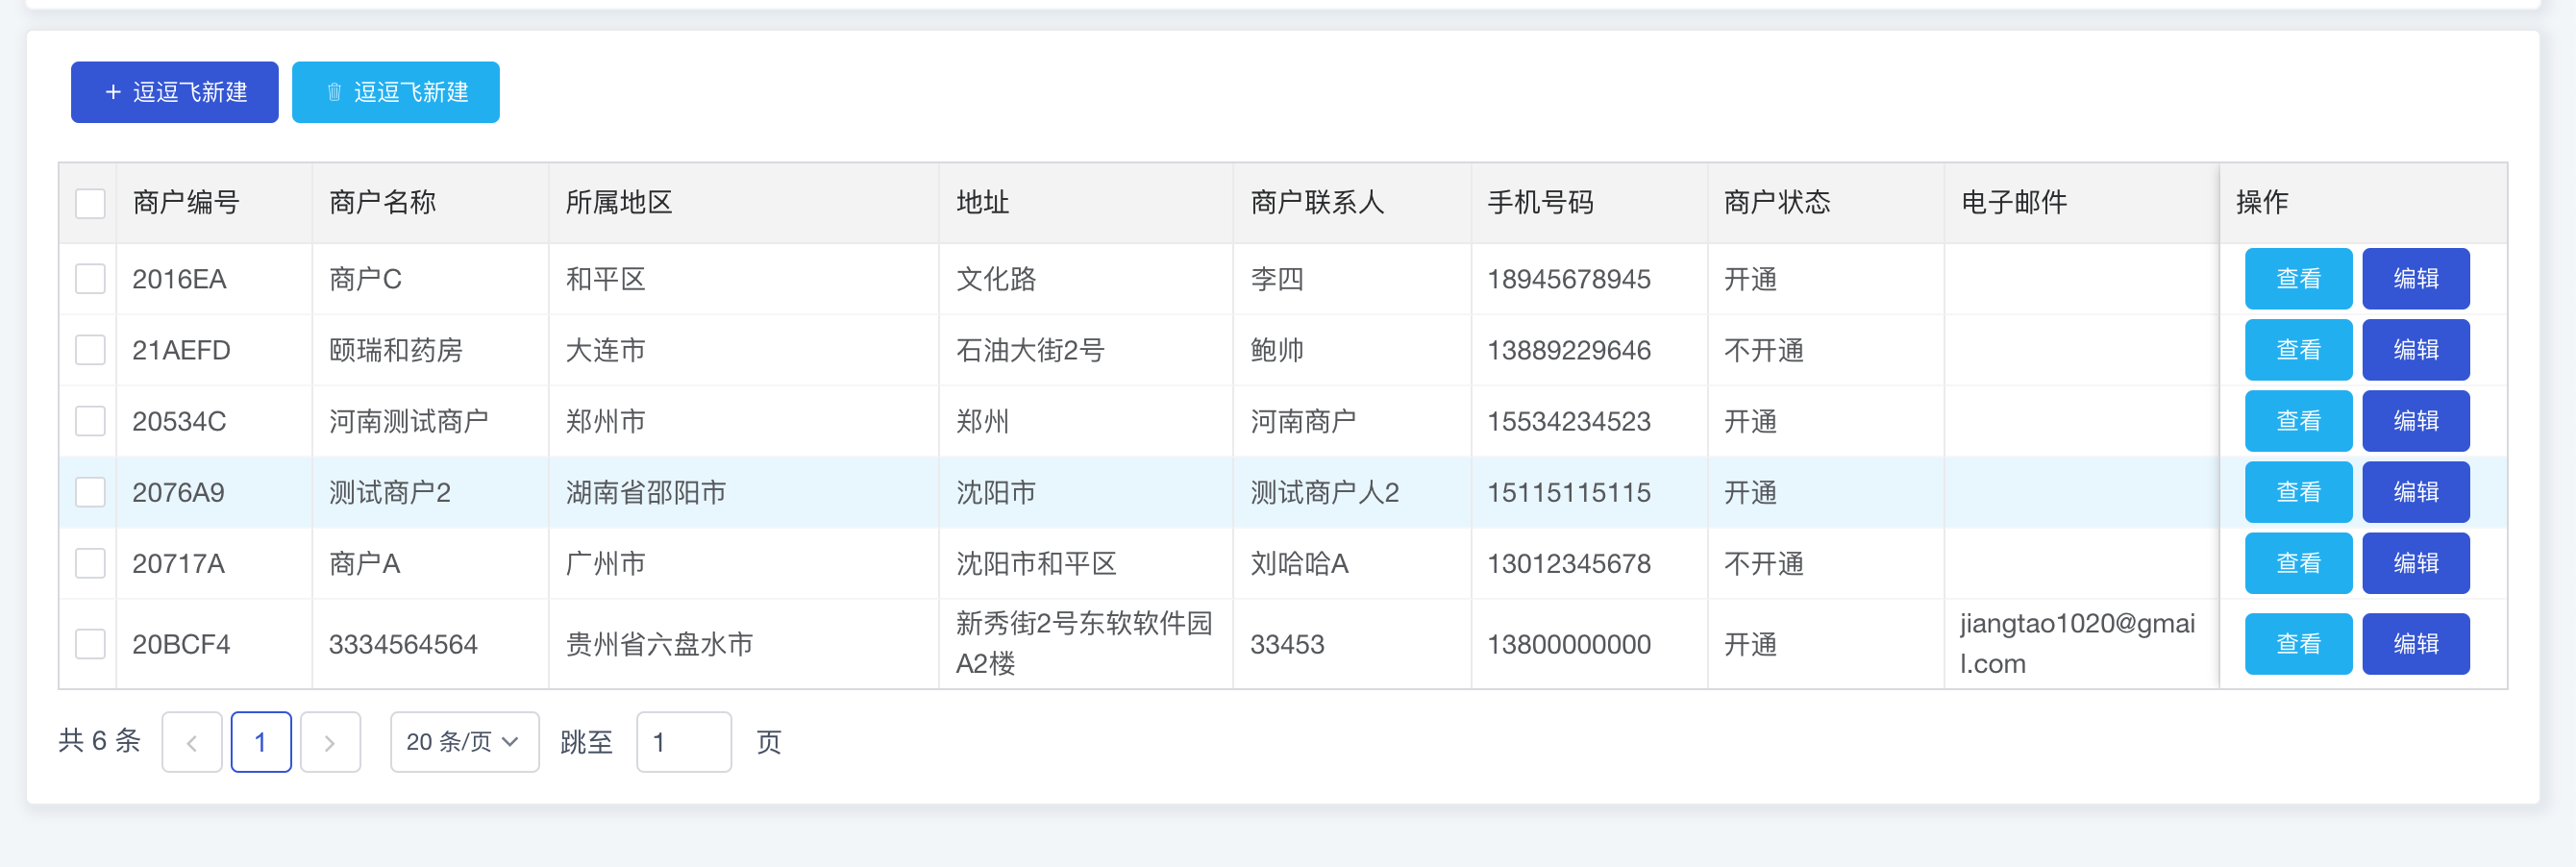 逗逗飞新建 逗逗飞新建
商户编号 商户名称 所属地区 地址 商户联系人 手机号码 商户状态 电子邮件 操作
2016EA 商户C 和平区 文化路 李四 18945678945 开通 查看 编辑
21AEFD 颐瑞和药房 大连市 石油大街2号 鲍帅 13889229646 不开通 查看 编辑
20534C 河南测试商户 郑州市 郑州 河南商户 15534234523 开通 查看 编辑
2076A9 测试商户2 湖南省邵阳市 沈阳市 测试商户人2 15115115115 开通 查看 编辑
20717A 商户A 广州市 沈阳市和平区 刘哈哈A 13012345678 不开通 查看 编辑
20BCF4 3334564564 贵州省六盘水市 新秀街2号东软软件园 33453 13800000000 开通 jiangtao1020@gmai 查看 编辑
A2楼 l.com
共 6 条 1 20 条/页 跳至 1 页